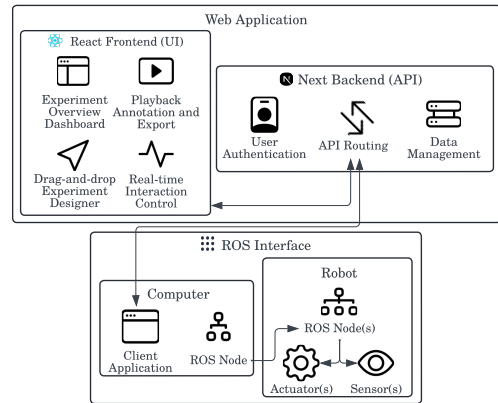 Web Application
React Frontend (UI)
Experiment
Overview
Dashboard
Playback
Annotation and
Export
Drag-and-drop
Experiment
Designer
Real-time
Interaction
Control
Next Backend (API)
User
Authentication
API Routing
Data
Management
ROS Interface
Computer
Client
Application
ROS Node
Robot
ROS Node(s)
Actuator(s)
Sensor(s)